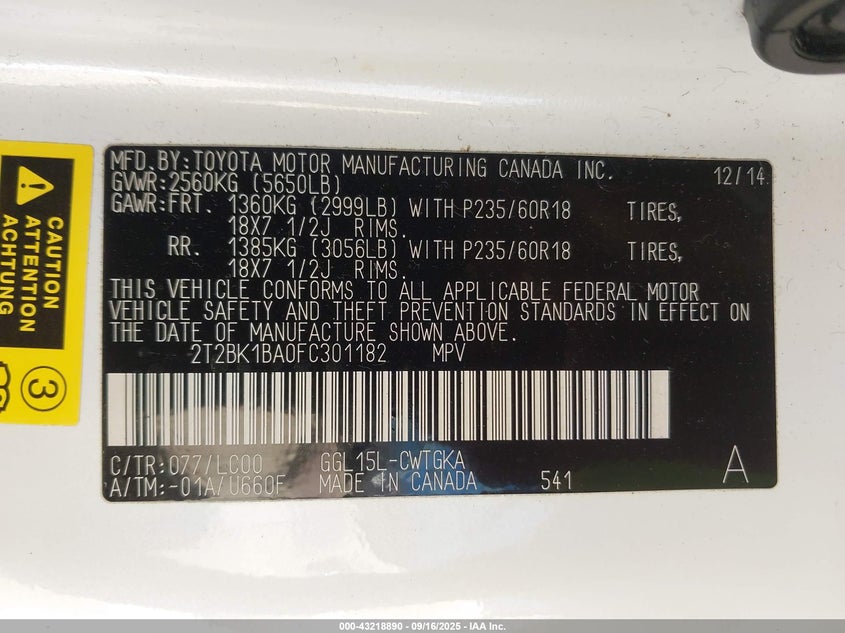 MFD.BY:TOYOTA MOTOR MANUFACTURING CANADA INC. 12/14
GVWR:2560KG (5650LB)
GAWR:FRT. 1360KG (2999LB) WITH P235/60R18 TIRES,
18X7 1/2J RIMS.
RR. 1385KG (3056LB) WITH P235/60R18 TIRES,
18X7 1/2J RIMS.
THIS VEHICLE CONFORMS TO ALL APPLICABLE FEDERAL MOTOR
VEHICLE SAFETY AND THEFT PREVENTION STANDARDS IN EFFECT ON
THE DATE OF MANUFACTURE SHOWN ABOVE.
2T2BK1BA0FC301182 MPV
C/TR:077/LC00 GGL15L-CWTGKA A
A/TM:-01A/U660F MADE IN CANADA 541
CAUTION
ATTENTION
ACHTUNG
3
000-43218890 - 09/16/2025 - IAA Inc.